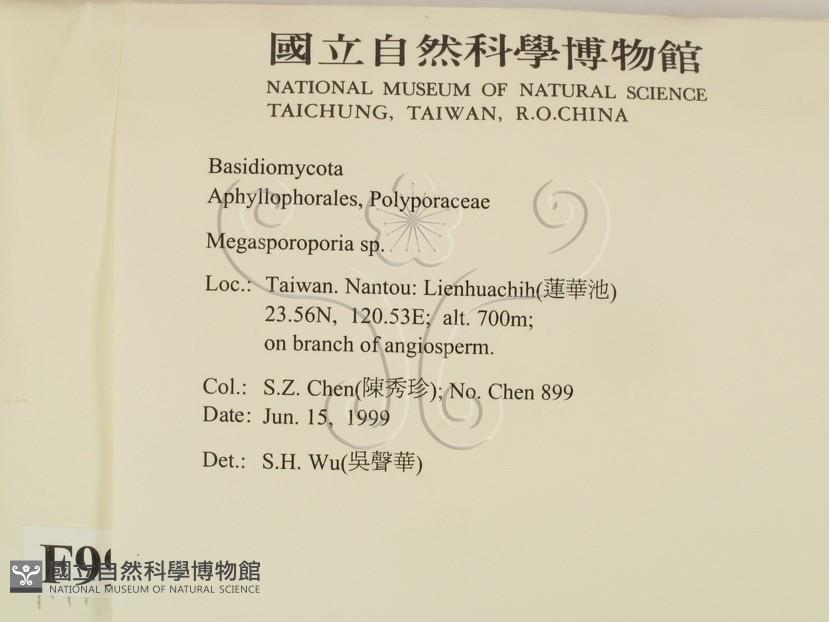 國立自然科學博物館
NATIONAL MUSEUM OF NATURAL SCIENCE
TAICHUNG, TAIWAN, R.O.CHINA
Basidiomycota
Aphyllophorales, Polyporaceae
Megasporoporia sp.
Loc.: Taiwan. Nantou: Lienhuachih(蓮華池)
23.56N, 120.53E; alt. 700m;
on branch of angiosperm.
Col.: S.Z. Chen(陳秀珍); No. Chen 899
Date: Jun. 15, 1999
Det.: S.H. Wu(吳聲華)
國立自然科學博物館
NATIONAL MUSEUM OF NATURAL SCIENCE